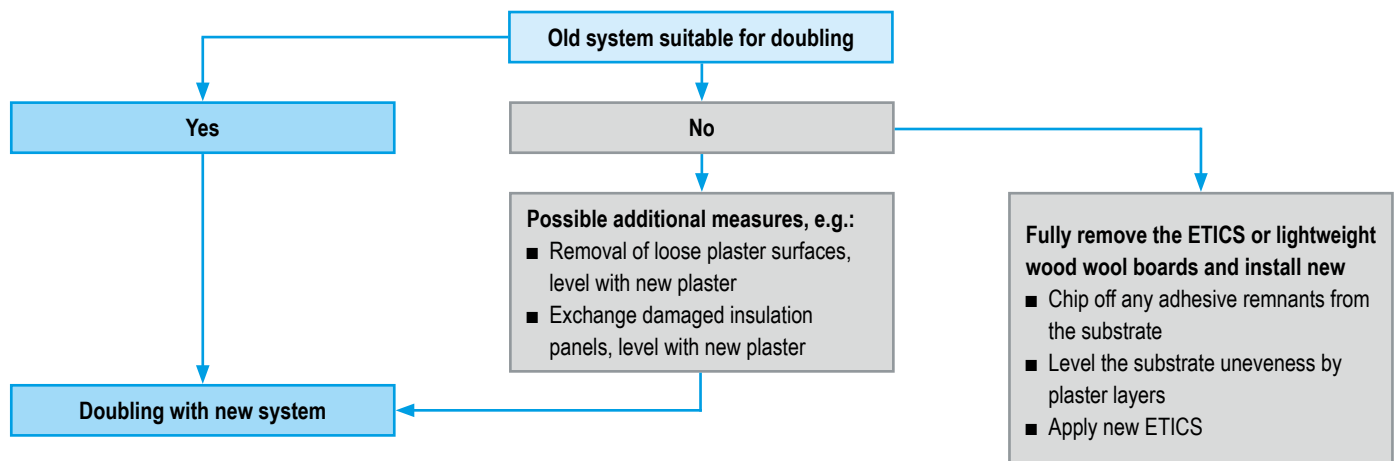 Old system suitable for doubling
Yes
No
Possible additional measures, e.g.:
■ Removal of loose plaster surfaces,
level with new plaster
■ Exchange damaged insulation
panels, level with new plaster
Fully remove the ETICS or lightweight
wood wool boards and install new
■ Chip off any adhesive remnants from
the substrate
■ Level the substrate uneveness by
plaster layers
■ Apply new ETICS
Doubling with new system